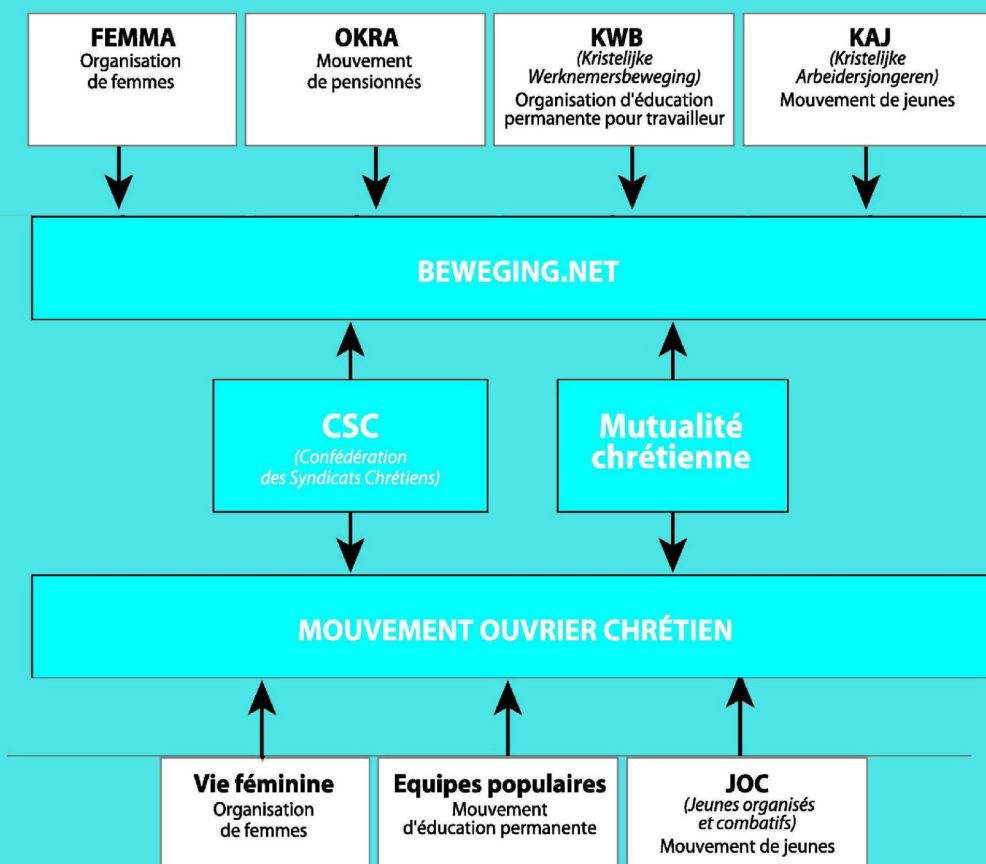 FEMMA
Organisation
de femmes
OKRA
Mouvement
de pensionnés
KWB
(Kristelijke
Werknemersbeweging)
Organisation d'éducation
permanente pour travailleur
KAJ
(Kristelijke
Arbeidersjongeren)
Mouvement de jeunes
BEWEGING.NET
CSC
(Confédération
des Syndicats Chrétiens)
Mutualité
chrétienne
MOUVEMENT OUVRIER CHRÉTIEN
Vie féminine
Organisation
de femmes
Equipes populaires
Mouvement
d'éducation permanente
JOC
(Jeunes organisés
et combatifs)
Mouvement de jeunes